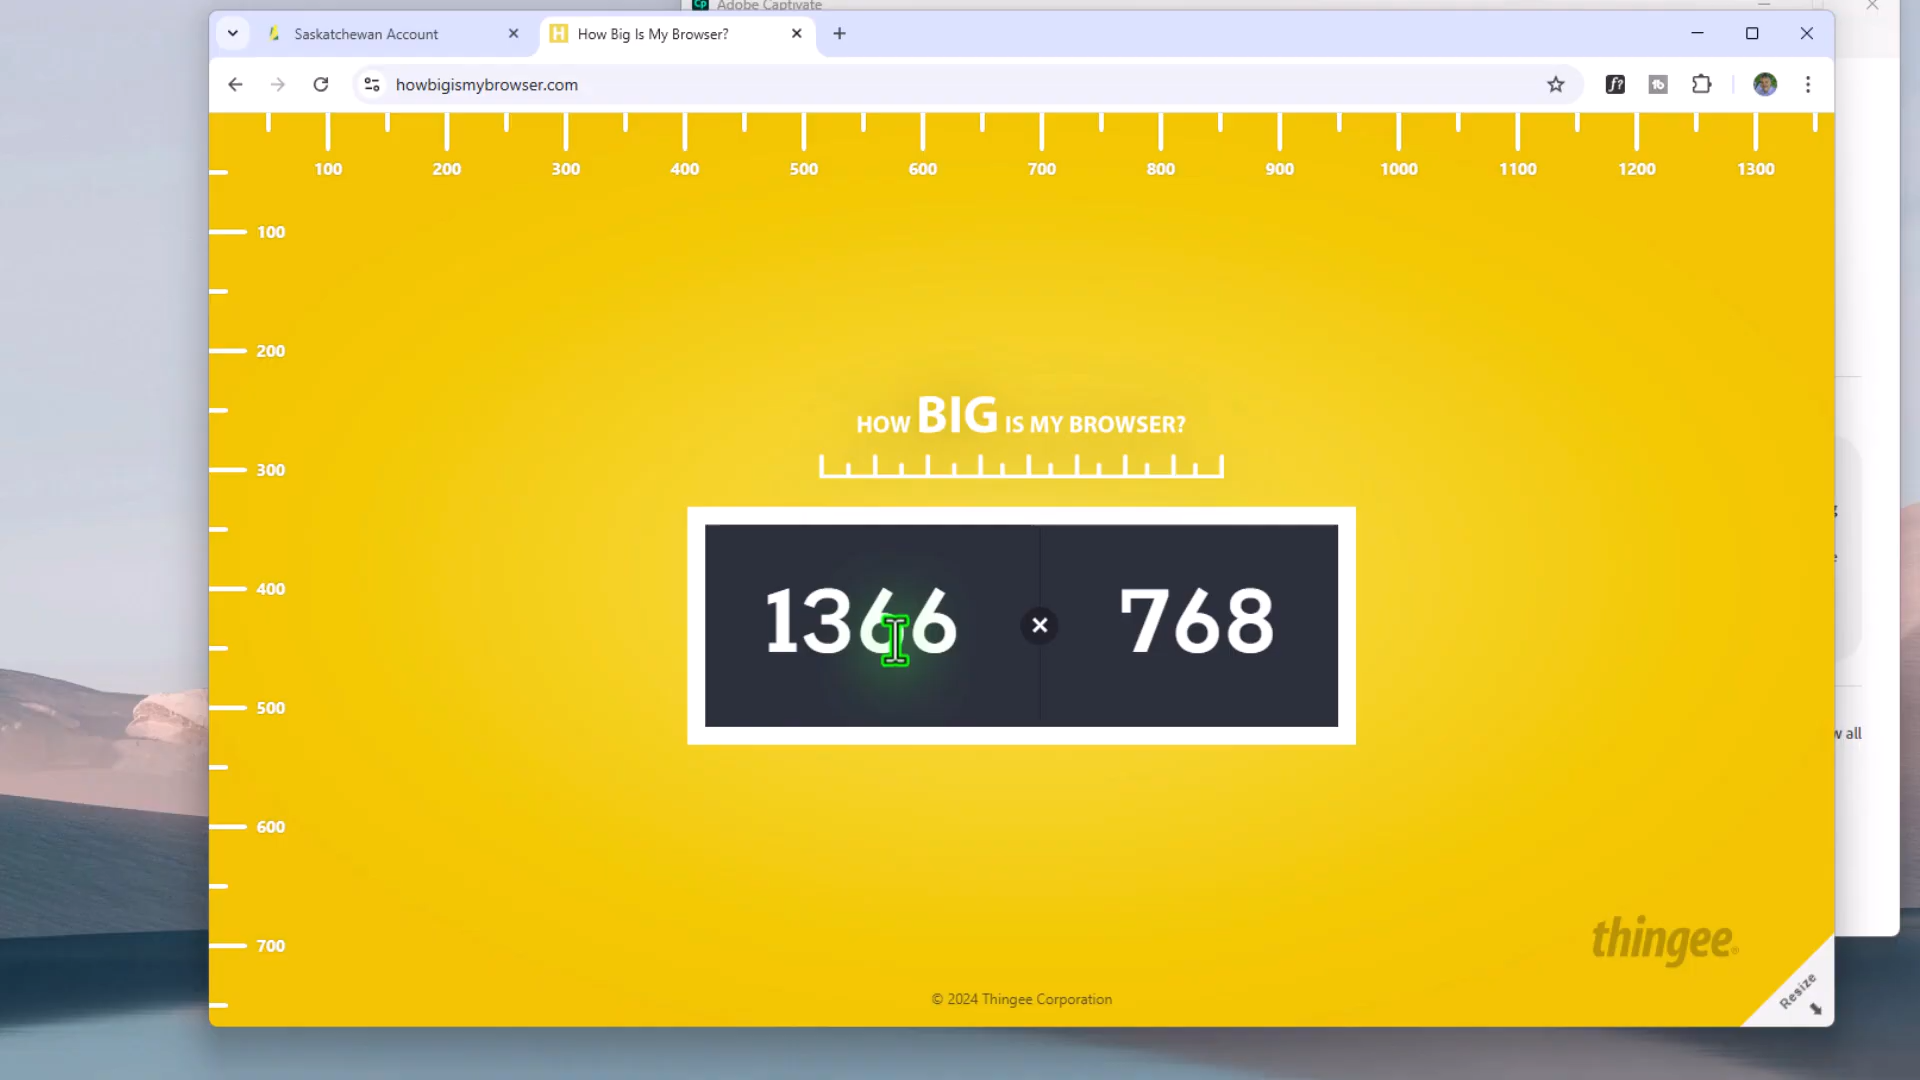 Cp Adobe Captivate
Saskatchewan Account
H How Big Is My Browser?
howbigismybrowser.com
f?
tb
100 200 300 400 500 600 700 800 900 1000 1100 1200 1300
100
200
300
400
500
600
700
HOW BIG IS MY BROWSER?
1366 × 768
w all
thingee®
© 2024 Thingee Corporation
Resize